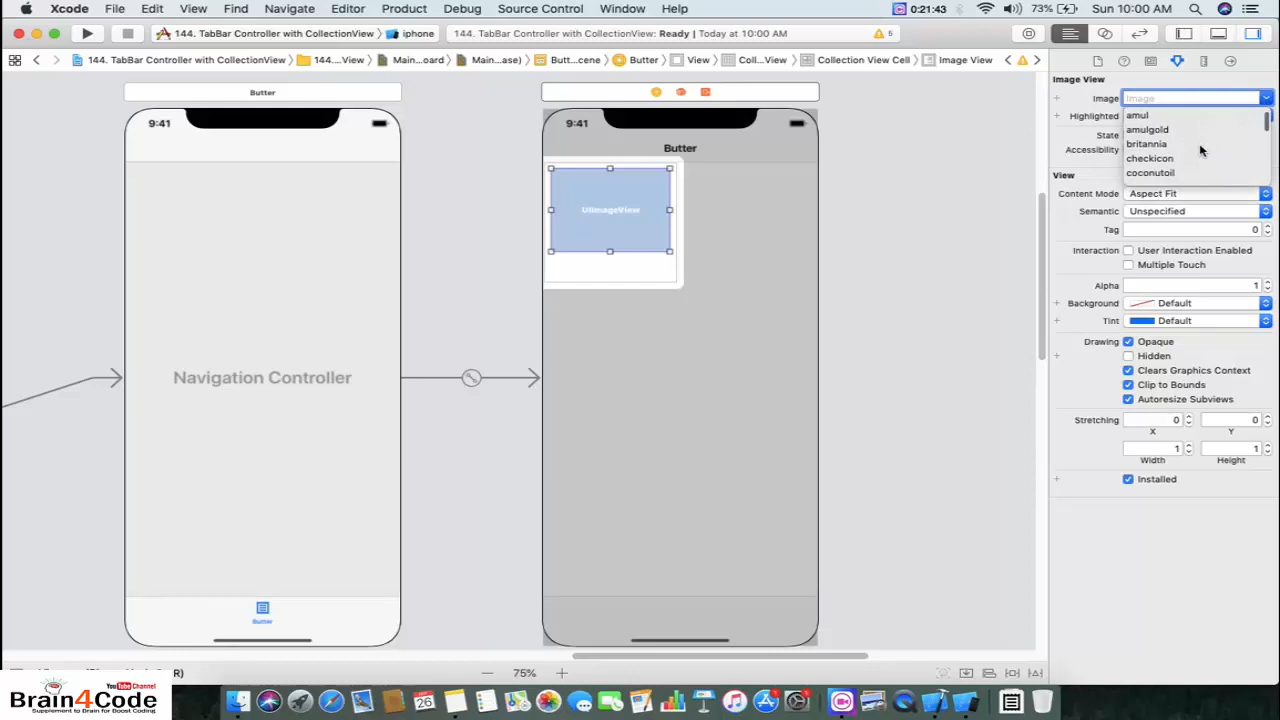 Xcode File Edit View Find Navigate Editor Product Debug Source Control Window Help 0:21:43 73% Sun 10:00 AM
144. TabBar Controller with CollectionView iphone 144. TabBar Controller with CollectionView: Ready | Today at 10:00 AM 6
144. TabBar Controller with CollectionView 144....View Main...oard Main...ase) Butt...cene Butter View Coll...View Collection View Cell Image View
Butter
9:41
9:41
Butter
UIImageView
Navigation Controller
Butter
Image View
Image Image
amul
Highlighted
amulgold
State
britannia
Accessibility
checkicon
coconutoil
View
Content Mode Aspect Fit
Semantic Unspecified
Tag 0
Interaction User Interaction Enabled
Multiple Touch
Alpha 1
Background Default
Tint Default
Drawing Opaque
Hidden
Clears Graphics Context
Clip to Bounds
Autoresize Subviews
Stretching 0 0
X Y
1 1
Width Height
Installed
R) 75%
YouTube Channel
Brain4Code
Supplement to Brain for Boost Coding
26